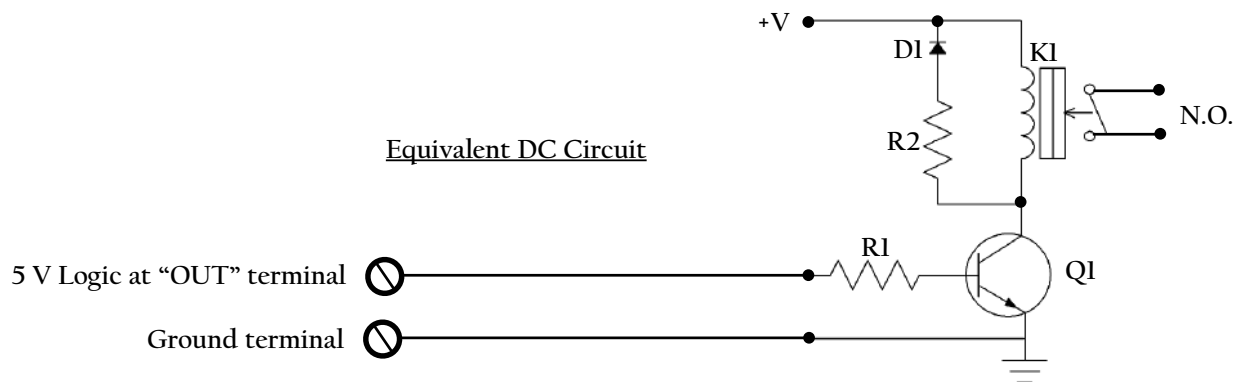 +V
D1
K1
N.O.
R2
Equivalent DC Circuit
R1
5 V Logic at “OUT” terminal
Q1
Ground terminal